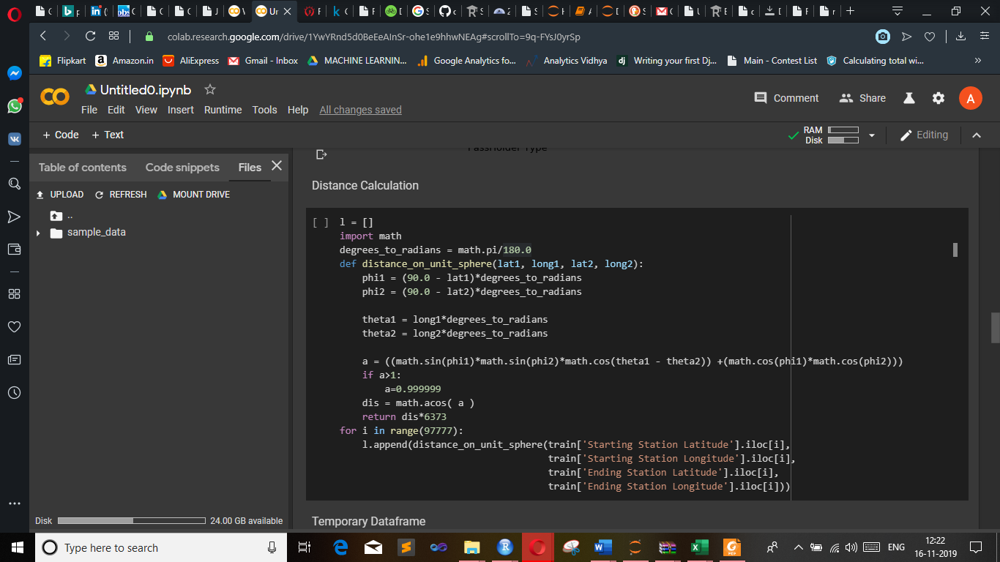 colab.research.google.com/drive/1YwYRnd5d0BeEeAInSr-ohe1e9hhwNEAg#scrollTo=9q-FYsJ0yrSp
Flipkart Amazon.in AliExpress Gmail - Inbox MACHINE LEARNIN... Google Analytics fo... Analytics Vidhya Writing your first Dj... Main - Contest List Calculating total wi...
Untitled0.ipynb
Comment Share A
File Edit View Insert Runtime Tools Help All changes saved
+ Code + Text
RAM
Disk
Editing
Table of contents Code snippets Files
UPLOAD REFRESH MOUNT DRIVE
..
sample_data
Disk 24.00 GB available
PassHolder Type
Distance Calculation
[ ] l = []
import math
degrees_to_radians = math.pi/180.0
def distance_on_unit_sphere(lat1, long1, lat2, long2):
phi1 = (90.0 - lat1)*degrees_to_radians
phi2 = (90.0 - lat2)*degrees_to_radians
theta1 = long1*degrees_to_radians
theta2 = long2*degrees_to_radians
a = ((math.sin(phi1)*math.sin(phi2)*math.cos(theta1 - theta2)) +(math.cos(phi1)*math.cos(phi2)))
if a>1:
a=0.999999
dis = math.acos( a )
return dis*6373
for i in range(97777):
l.append(distance_on_unit_sphere(train['Starting Station Latitude'].iloc[i],
train['Starting Station Longitude'].iloc[i],
train['Ending Station Latitude'].iloc[i],
train['Ending Station Longitude'].iloc[i]))
Temporary Dataframe
Type here to search
ENG
12:22
16-11-2019